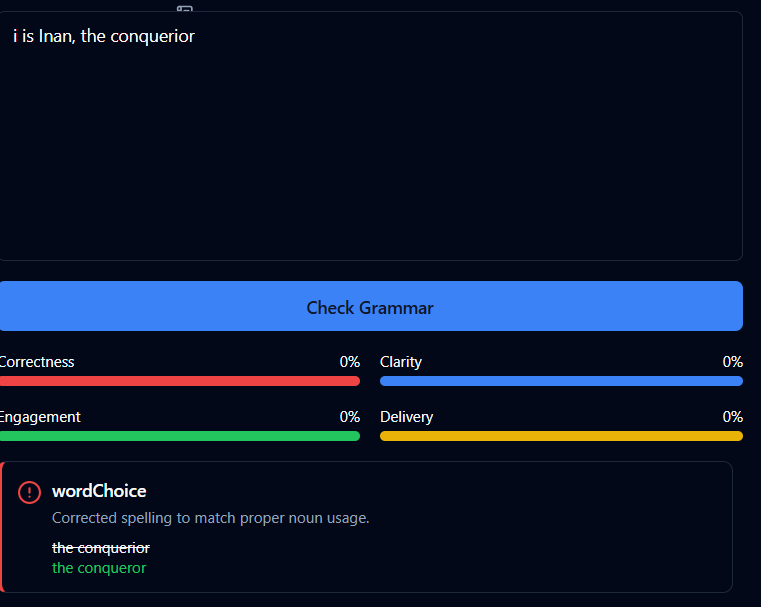 i is Inan, the conquerior
Check Grammar
Correctness 0% Clarity 0%
Engagement 0% Delivery 0%
wordChoice
Corrected spelling to match proper noun usage.
the conquerior
the conqueror